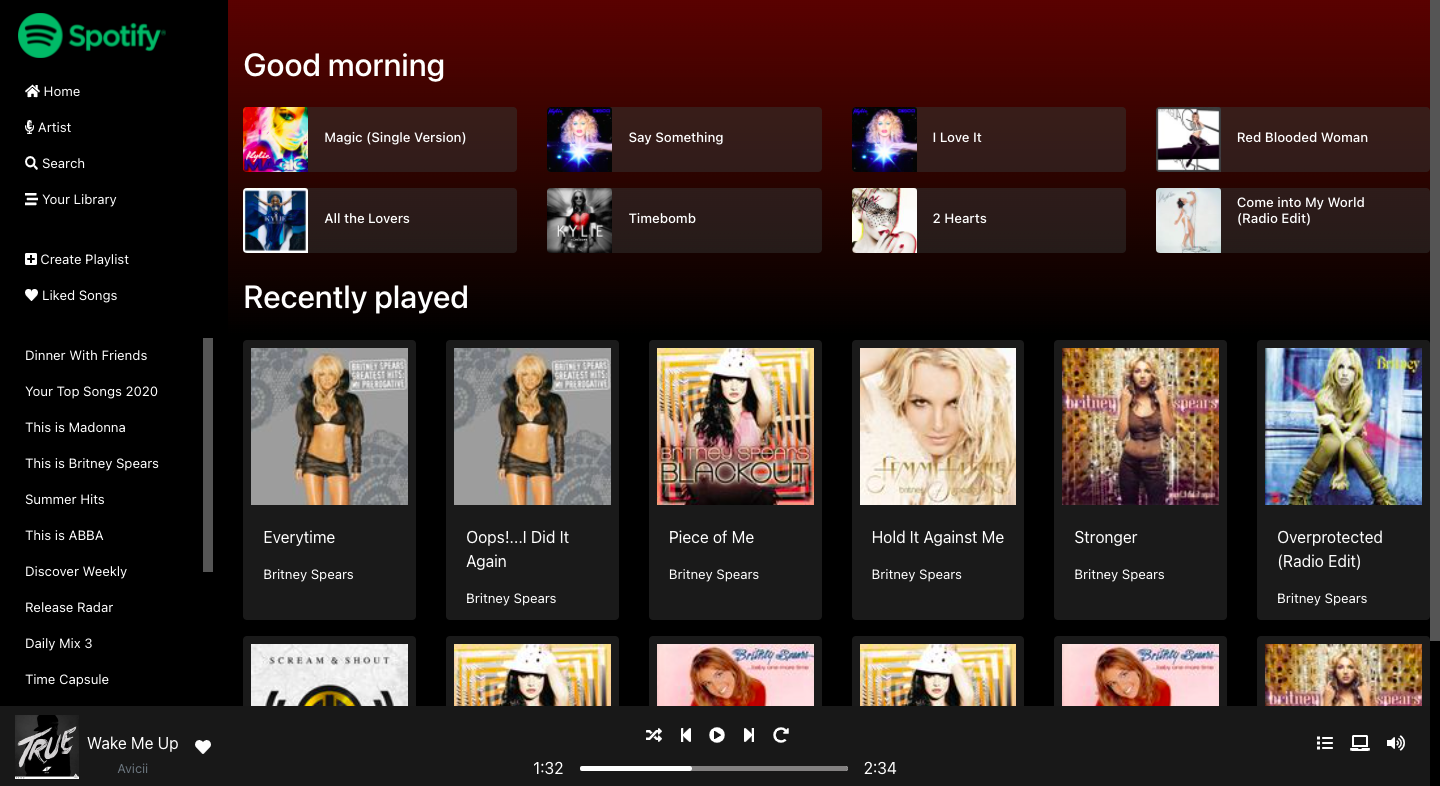 Spotify
Home
Artist
Search
Your Library
Create Playlist
Liked Songs
Dinner With Friends
Your Top Songs 2020
This is Madonna
This is Britney Spears
Summer Hits
This is ABBA
Discover Weekly
Release Radar
Daily Mix 3
Time Capsule
Good morning
Magic (Single Version)
Say Something
I Love It
Red Blooded Woman
All the Lovers
Timebomb
KYLIE
2 Hearts
Come into My World
(Radio Edit)
Recently played
BRITNEY SPEARS
GREATEST HITS:
MY PREROGATIVE
Everytime
Britney Spears
BRITNEY SPEARS
GREATEST HITS:
MY PREROGATIVE
Oops!...I Did It
Again
Britney Spears
BRITNEY SPEARS
BLACKOUT
Piece of Me
Britney Spears
Hold It Against Me
Britney Spears
britney spears
Stronger
Britney Spears
Britney
Overprotected
(Radio Edit)
Britney Spears
SCREAM & SHOUT
Britney Spears
...baby one more time
Britney Spears
...baby one more time
britney spears
TRUE
Wake Me Up
Avicii
1:32
2:34